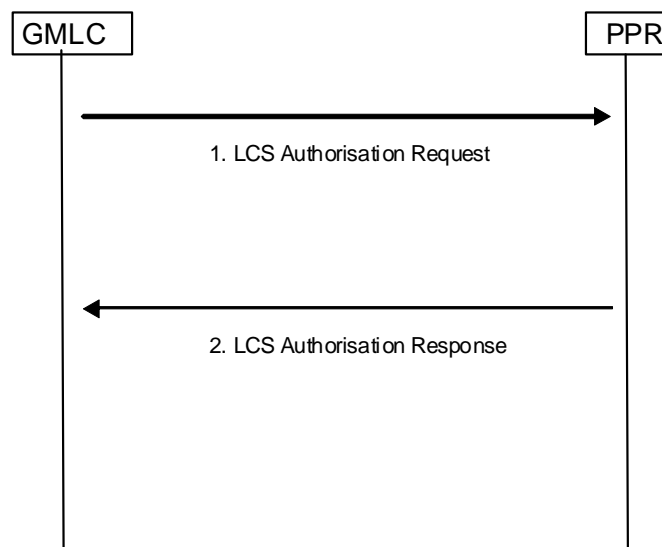 GMLC
PPR
1. LCS Authorisation Request
2. LCS Authorisation Response